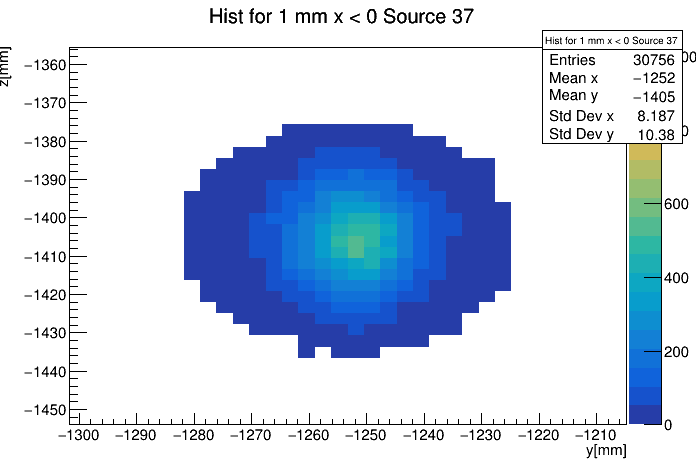 Hist for 1 mm x < 0 Source 37
Hist for 1 mm x < 0 Source 37
Entries 30756
Mean x −1252
Mean y −1405
Std Dev x 8.187
Std Dev y 10.38
z[mm]
−1360
−1370
−1380
−1390
−1400
−1410
−1420
−1430
−1440
−1450
600
400
200
0
−1300 −1290 −1280 −1270 −1260 −1250 −1240 −1230 −1220 −1210
y[mm]